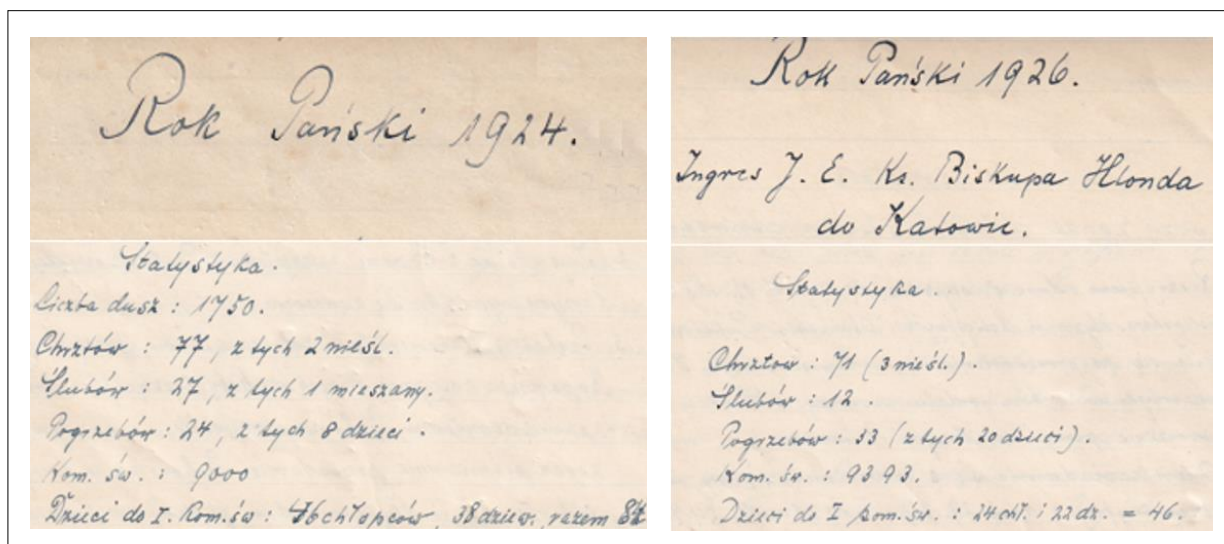 Rok Pański 1924.
Statystyka.
Liczba dusz : 1750.
Chrztów : 77, z tych 2 nieśl.
Ślubów : 27, z tych 1 mieszany.
Pogrzebów : 24, z tych 8 dzieci.
Kom. św. : 9000
Dzieci do I. Kom. św : 46 chłopców, 38 dziew., razem 84
Rok Pański 1926.
Ingres J. E. Ks. Biskupa Hlonda
do Katowic.
Statystyka.
Chrztów : 71 (3 nieśl.).
Ślubów : 12.
Pogrzebów : 33 (z tych 20 dzieci).
Kom. św. : 9393.
Dzieci do I kom. św. : 24 chł. i 22 dz. = 46.